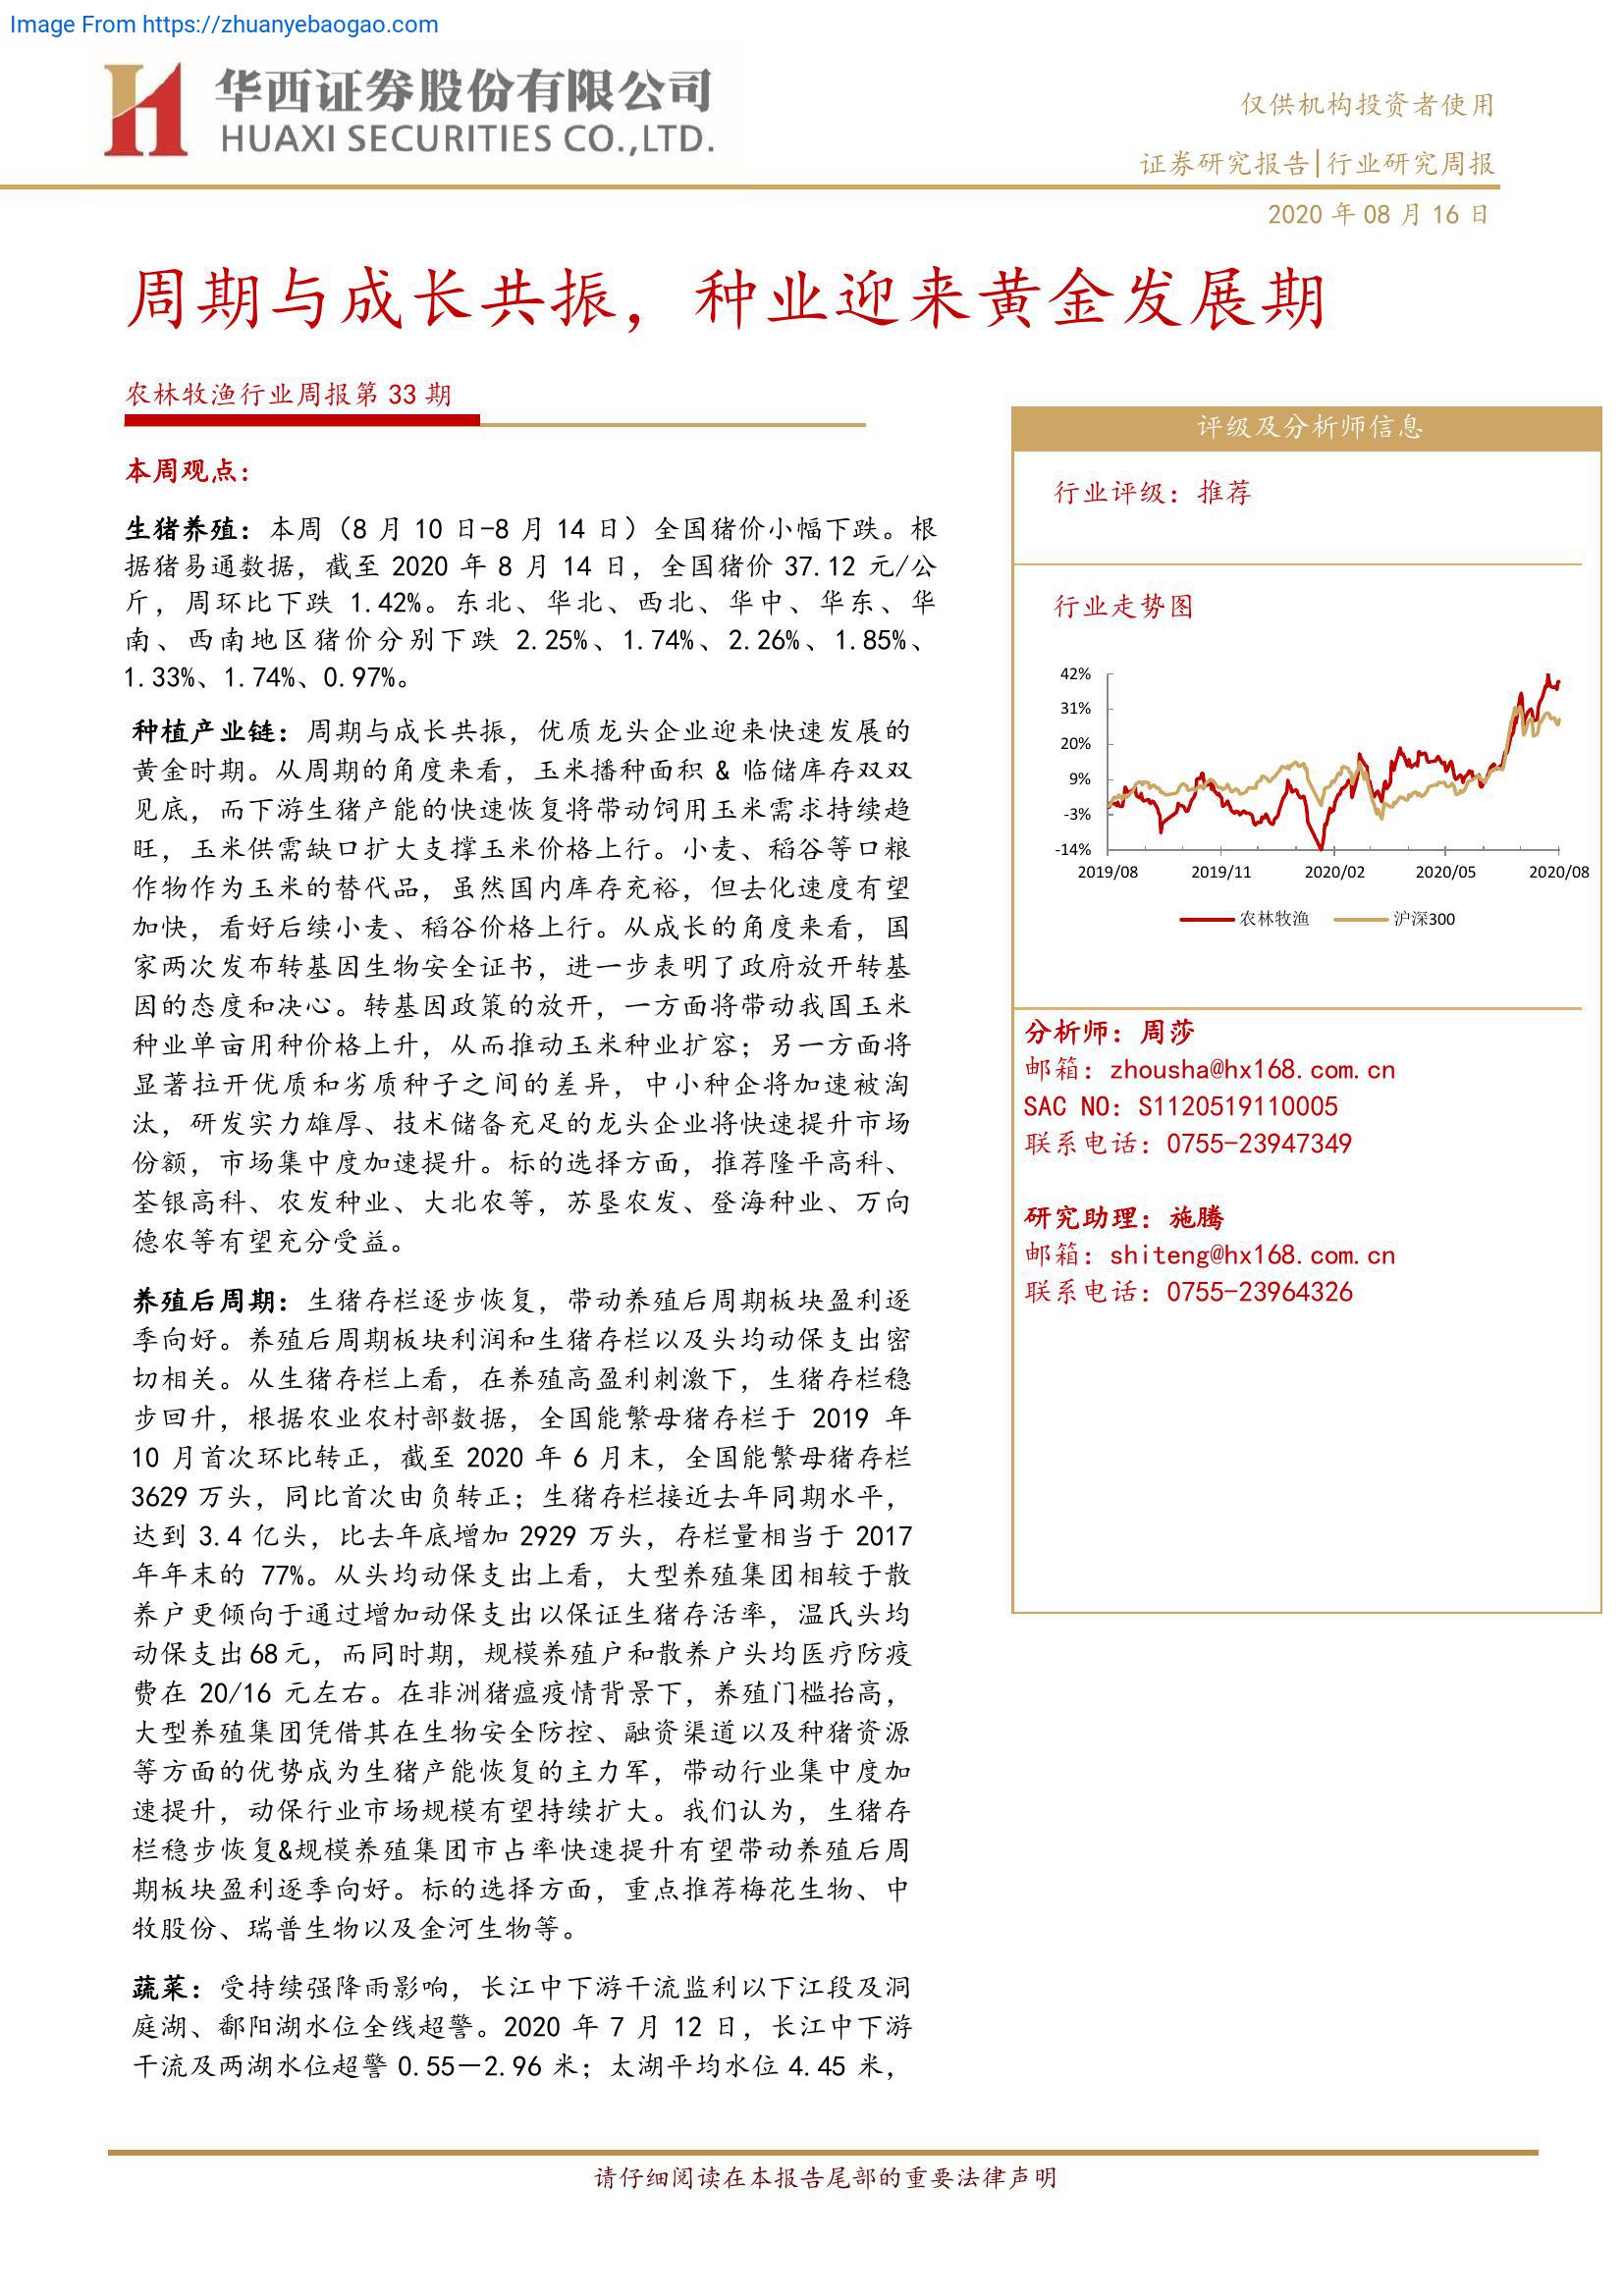 Image From https://zhuanyebaogao.com
华西证券股份有限公司
HUAXI SECURITIES CO.,LTD.
仅供机构投资者使用
证券研究报告|行业研究周报
2020 年 08 月 16 日
周期与成长共振，种业迎来黄金发展期
农林牧渔行业周报第 33 期
本周观点：
生猪养殖：本周（8 月 10 日-8 月 14 日）全国猪价小幅下跌。根
据猪易通数据，截至 2020 年 8 月 14 日，全国猪价 37.12 元/公
斤，周环比下跌 1.42%。东北、华北、西北、华中、华东、华
南、西南地区猪价分别下跌 2.25%、1.74%、2.26%、1.85%、
1.33%、1.74%、0.97%。
种植产业链：周期与成长共振，优质龙头企业迎来快速发展的
黄金时期。从周期的角度来看，玉米播种面积 & 临储库存双双
见底，而下游生猪产能的快速恢复将带动饲用玉米需求持续趋
旺，玉米供需缺口扩大支撑玉米价格上行。小麦、稻谷等口粮
作物作为玉米的替代品，虽然国内库存充裕，但去化速度有望
加快，看好后续小麦、稻谷价格上行。从成长的角度来看，国
家两次发布转基因生物安全证书，进一步表明了政府放开转基
因的态度和决心。转基因政策的放开，一方面将带动我国玉米
种业单亩用种价格上升，从而推动玉米种业扩容；另一方面将
显著拉开优质和劣质种子之间的差异，中小种企将加速被淘
汰，研发实力雄厚、技术储备充足的龙头企业将快速提升市场
份额，市场集中度加速提升。标的选择方面，推荐隆平高科、
荃银高科、农发种业、大北农等，苏垦农发、登海种业、万向
德农等有望充分受益。
养殖后周期：生猪存栏逐步恢复，带动养殖后周期板块盈利逐
季向好。养殖后周期板块利润和生猪存栏以及头均动保支出密
切相关。从生猪存栏上看，在养殖高盈利刺激下，生猪存栏稳
步回升，根据农业农村部数据，全国能繁母猪存栏于 2019 年
10 月首次环比转正，截至 2020 年 6 月末，全国能繁母猪存栏
3629 万头，同比首次由负转正；生猪存栏接近去年同期水平，
达到 3.4 亿头，比去年底增加 2929 万头，存栏量相当于 2017
年年末的 77%。从头均动保支出上看，大型养殖集团相较于散
养户更倾向于通过增加动保支出以保证生猪存活率，温氏头均
动保支出 68 元，而同时期，规模养殖户和散养户头均医疗防疫
费在 20/16 元左右。在非洲猪瘟疫情背景下，养殖门槛抬高，
大型养殖集团凭借其在生物安全防控、融资渠道以及种猪资源
等方面的优势成为生猪产能恢复的主力军，带动行业集中度加
速提升，动保行业市场规模有望持续扩大。我们认为，生猪存
栏稳步恢复&规模养殖集团市占率快速提升有望带动养殖后周
期板块盈利逐季向好。标的选择方面，重点推荐梅花生物、中
牧股份、瑞普生物以及金河生物等。
蔬菜：受持续强降雨影响，长江中下游干流监利以下江段及洞
庭湖、鄱阳湖水位全线超警。2020 年 7 月 12 日，长江中下游
干流及两湖水位超警 0.55－2.96 米；太湖平均水位 4.45 米，
评级及分析师信息
行业评级：推荐
行业走势图
42%
31%
20%
9%
-3%
-14%
2019/08 2019/11 2020/02 2020/05 2020/08
农林牧渔 沪深300
分析师：周莎
邮箱：zhousha@hx168.com.cn
SAC NO：S1120519110005
联系电话：0755-23947349
研究助理：施腾
邮箱：shiteng@hx168.com.cn
联系电话：0755-23964326
请仔细阅读在本报告尾部的重要法律声明